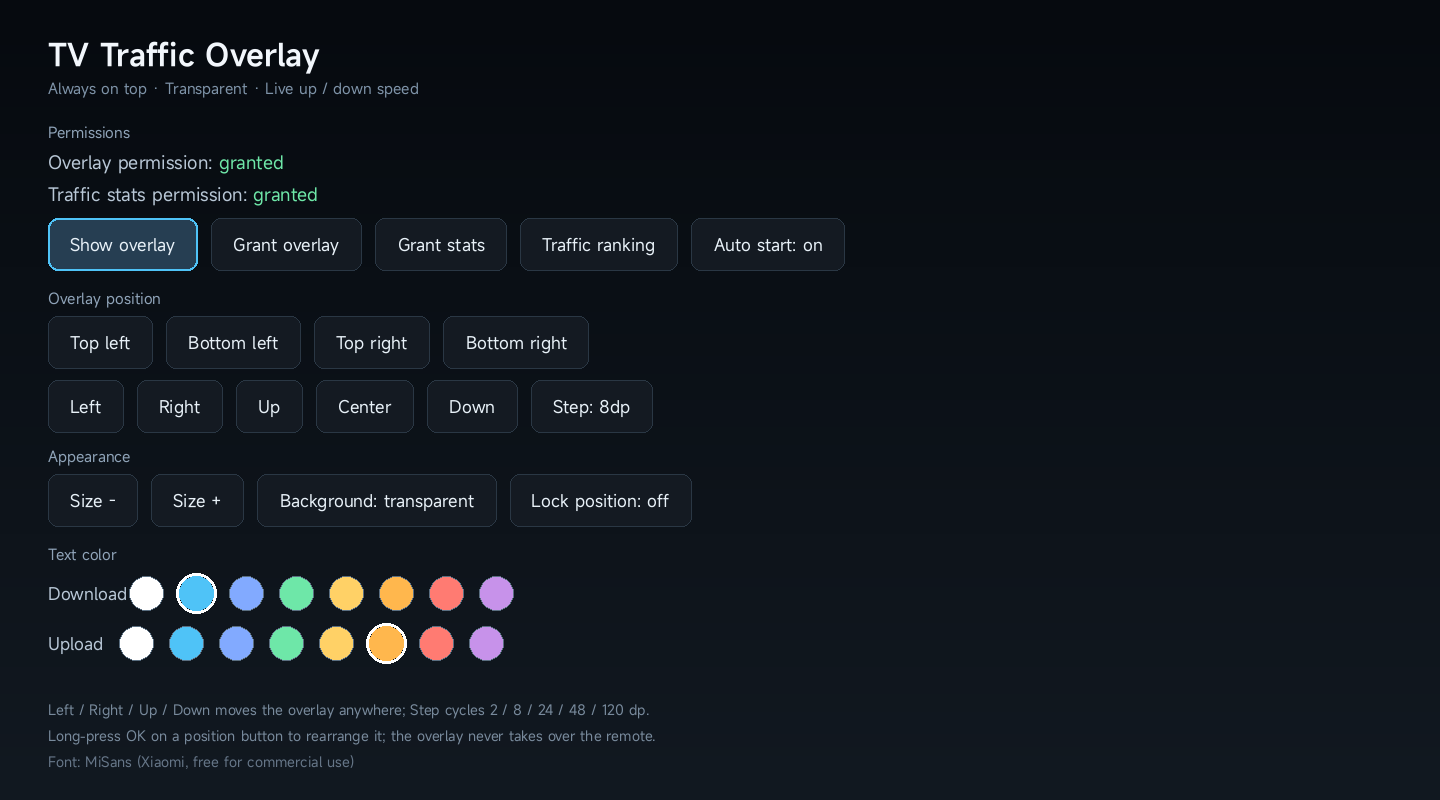 TV Traffic Overlay
Always on top · Transparent · Live up / down speed
Permissions
Overlay permission: granted
Traffic stats permission: granted
Show overlay Grant overlay Grant stats Traffic ranking Auto start: on
Overlay position
Top left Bottom left Top right Bottom right
Left Right Up Center Down Step: 8dp
Appearance
Size - Size + Background: transparent Lock position: off
Text color
Download
Upload
Left / Right / Up / Down moves the overlay anywhere; Step cycles 2 / 8 / 24 / 48 / 120 dp.
Long-press OK on a position button to rearrange it; the overlay never takes over the remote.
Font: MiSans (Xiaomi, free for commercial use)